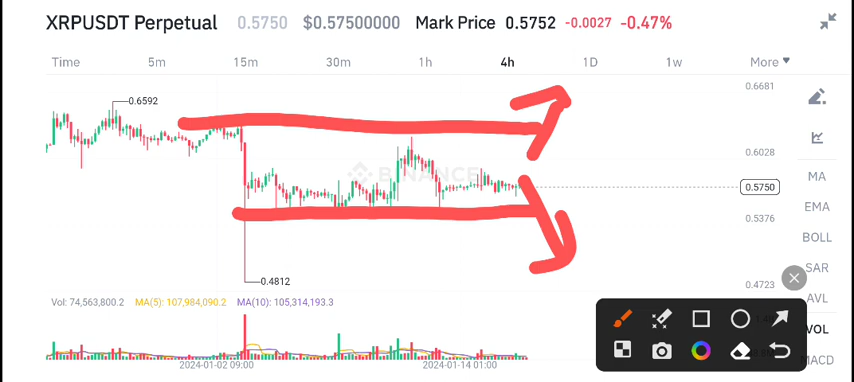 XRPUSDT Perpetual 0.5750 $0.57500000 Mark Price 0.5752 -0.0027 -0.47%
Time 5m 15m 30m 1h 4h 1D 1w More
0.6681
0.6592
0.6028
BINANCE
MA
0.5750
EMA
0.5376
BOLL
SAR
0.4812
0.4723
AVL
Vol: 74,563,800.2 MA(5): 107,984,090.2 MA(10): 105,314,193.3
VOL
MACD
2024-01-02 09:00 2024-01-14 01:00